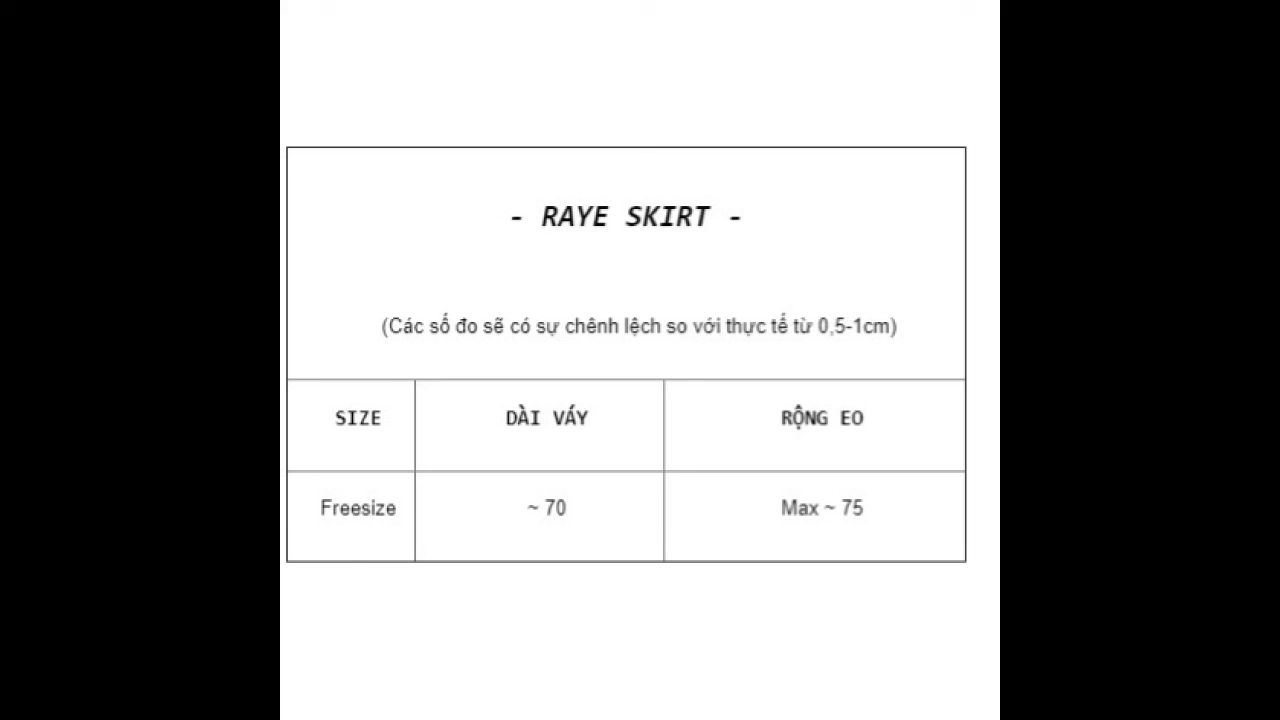 - RAYE SKIRT -
(Các số đo sẽ có sự chênh lệch so với thực tế từ 0,5-1cm)
SIZE DÀI VÁY RỘNG EO
Freesize ~ 70 Max ~ 75